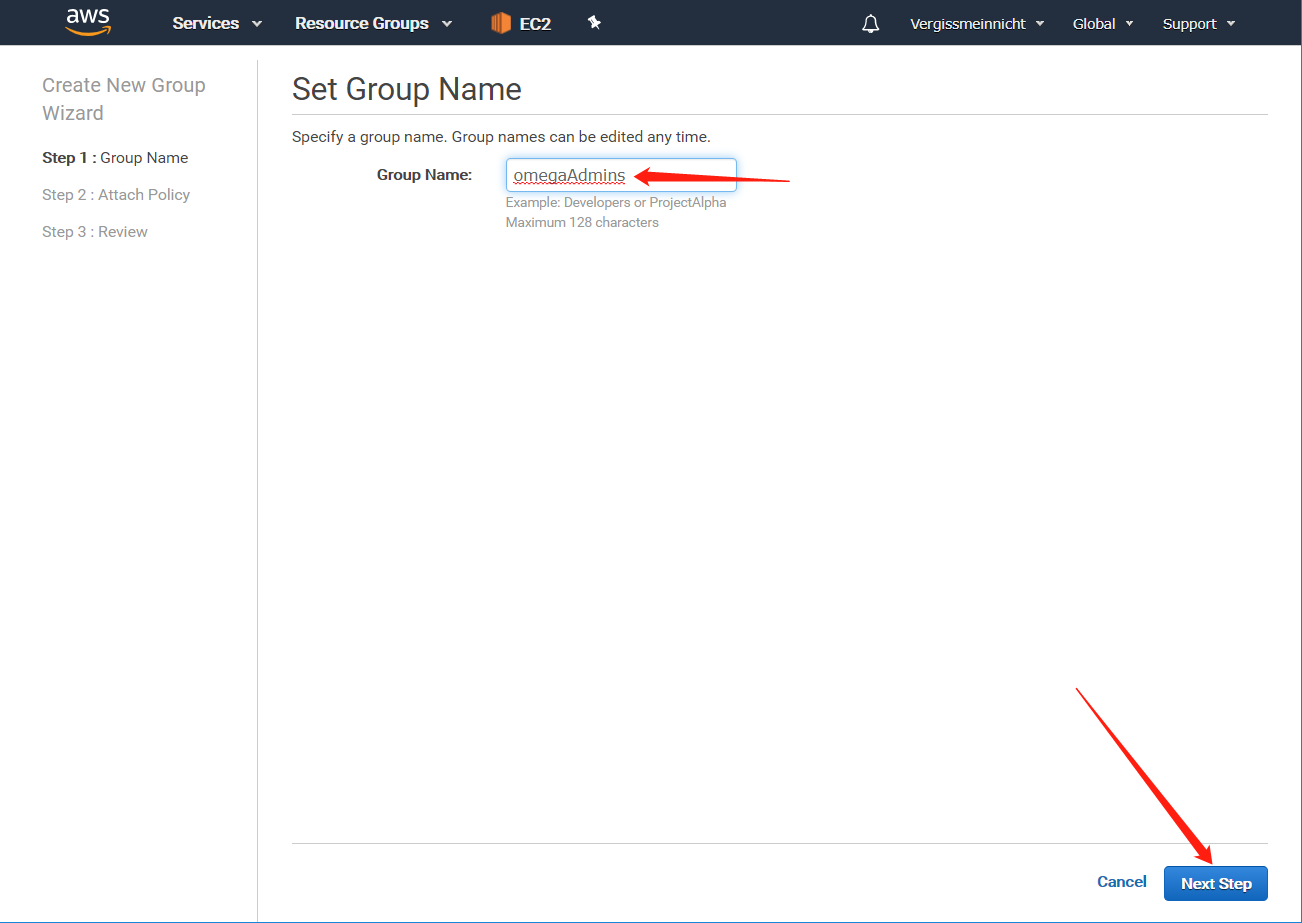 aws Services Resource Groups EC2 Vergissmeinnicht Global Support
Create New Group
Wizard
Step 1 : Group Name
Step 2 : Attach Policy
Step 3 : Review
Set Group Name
Specify a group name. Group names can be edited any time.
Group Name: omegaAdmins
Example: Developers or ProjectAlpha
Maximum 128 characters
Cancel Next Step